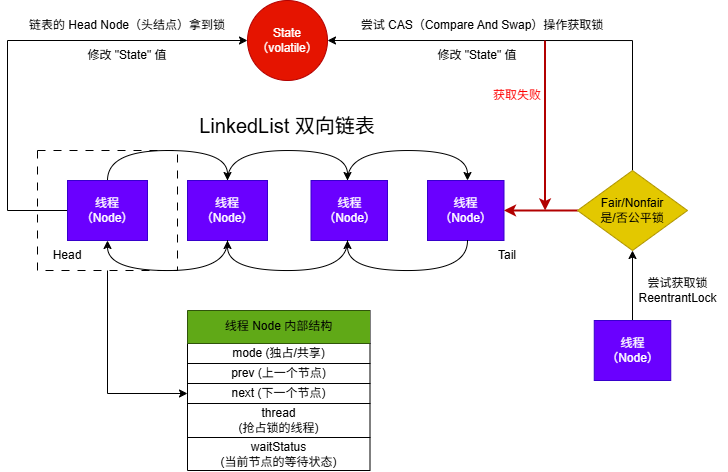 链表的 Head Node（头结点）拿到锁
修改 "State" 值
State
（volatile）
尝试 CAS（Compare And Swap）操作获取锁
修改 "State" 值
获取失败
LinkedList 双向链表
线程
（Node）
线程
（Node）
线程
（Node）
线程
（Node）
Head
Tail
Fair/Nonfair
是/否公平锁
尝试获取锁
ReentrantLock
线程
（Node）
线程 Node 内部结构
mode (独占/共享)
prev (上一个节点)
next (下一个节点)
thread
(抢占锁的线程)
waitStatus
(当前节点的等待状态)